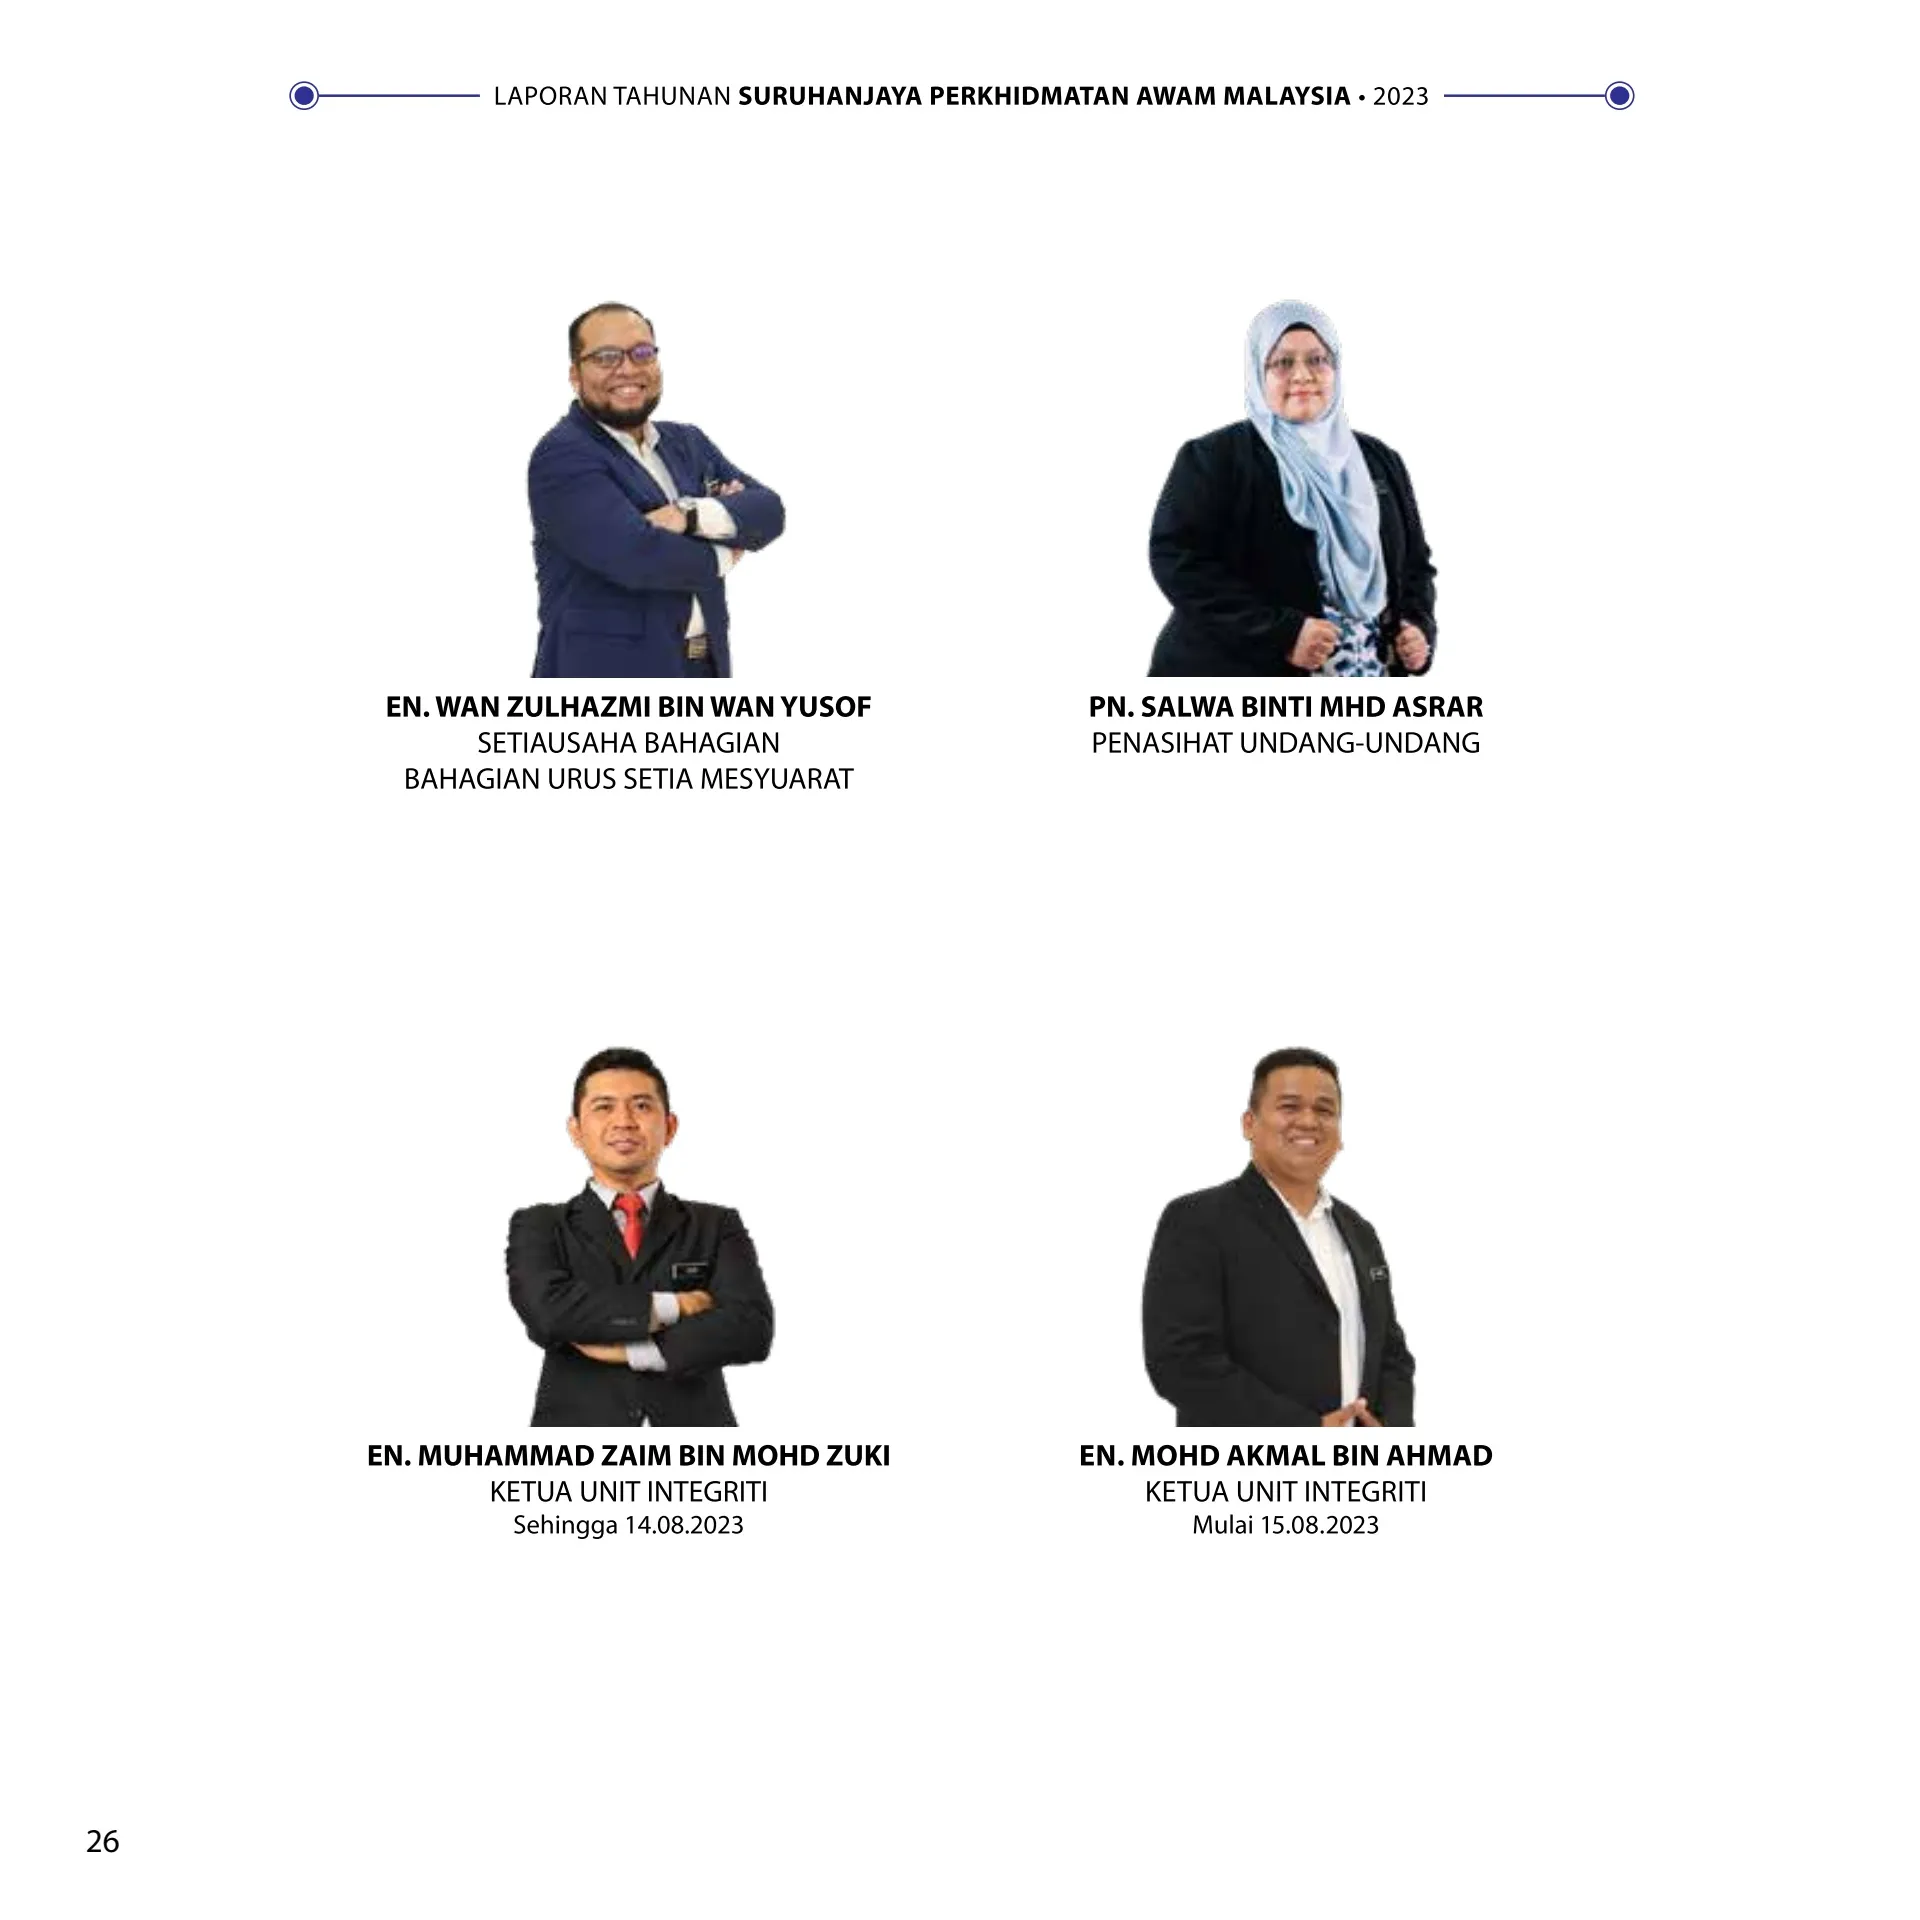 LAPORAN TAHUNAN SURUHANJAYA PERKHIDMATAN AWAM MALAYSIA • 2023
EN. WAN ZULHAZMI BIN WAN YUSOF
SETIAUSAHA BAHAGIAN
BAHAGIAN URUS SETIA MESYUARAT
PN. SALWA BINTI MHD ASRAR
PENASIHAT UNDANG-UNDANG
EN. MUHAMMAD ZAIM BIN MOHD ZUKI
KETUA UNIT INTEGRITI
Sehingga 14.08.2023
EN. MOHD AKMAL BIN AHMAD
KETUA UNIT INTEGRITI
Mulai 15.08.2023
26